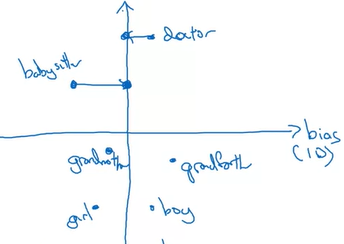 doctor
babysitter
bias
(1D)
grandmother
grandfather
girl
boy